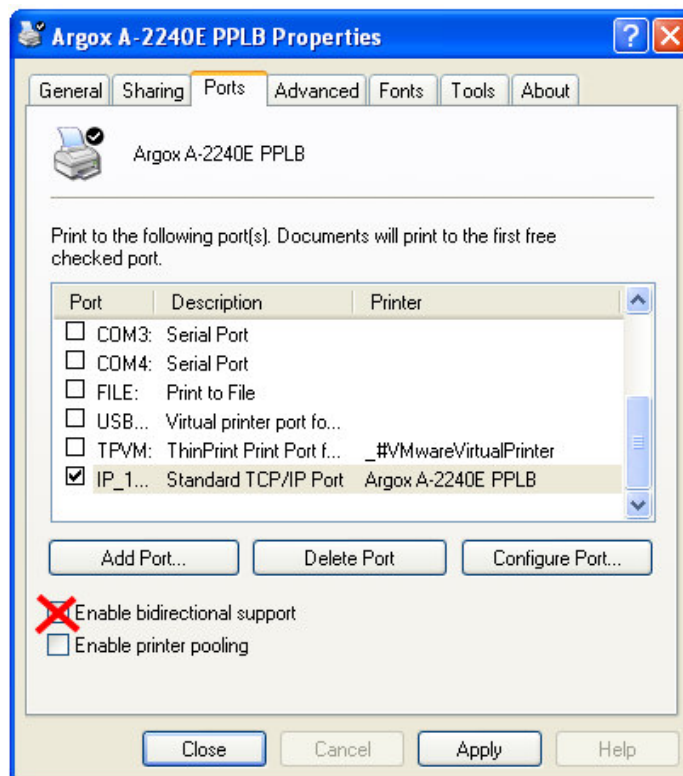 Argox A-2240E PPLB Properties
General Sharing Ports Advanced Fonts Tools About
Argox A-2240E PPLB
Print to the following port(s). Documents will print to the first free
checked port.
Port Description Printer
COM3: Serial Port
COM4: Serial Port
FILE: Print to File
USB... Virtual printer port fo...
TPVM: ThinPrint Print Port f... _#VMwareVirtualPrinter
IP_1... Standard TCP/IP Port Argox A-2240E PPLB
Add Port... Delete Port Configure Port...
Enable bidirectional support
Enable printer pooling
Close Cancel Apply Help